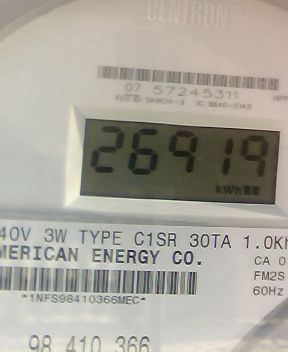 CENTRON
07 57245311
26919
kWh
40V 3W TYPE C1SR 30TA 1.0Kh
MERICAN ENERGY CO.
CA 0
FM2S
60Hz
*1NFS98410366MEC*
98 410 366